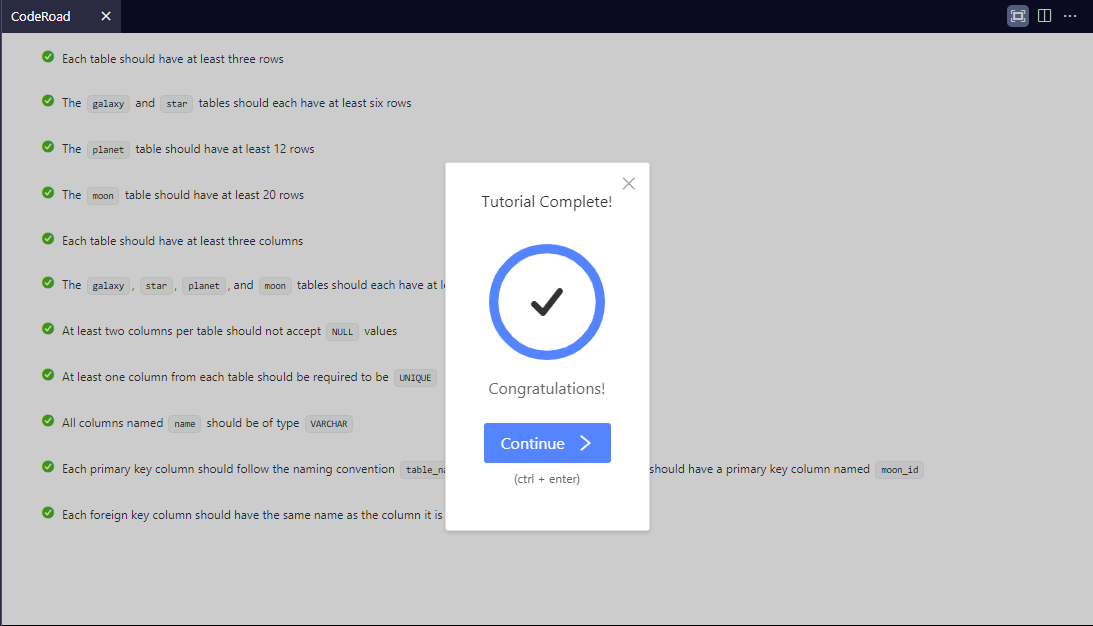 CodeRoad
Each table should have at least three rows
The galaxy and star tables should each have at least six rows
The planet table should have at least 12 rows
The moon table should have at least 20 rows
Each table should have at least three columns
The galaxy, star, planet, and moon tables should each have at
At least two columns per table should not accept NULL values
At least one column from each table should be required to be UNIQUE
All columns named name should be of type VARCHAR
Each primary key column should follow the naming convention should have a primary key column named moon_id
Each foreign key column should have the same name as the column it is
Tutorial Complete!
Congratulations!
Continue
(ctrl + enter)